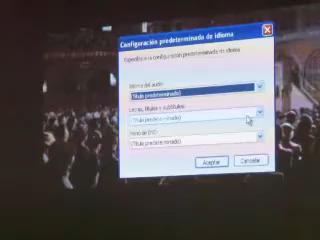 Configuración predeterminada de idioma
Especifique la configuración predeterminada de idioma
Idioma del audio:
(Título predeterminado)
Letras, títulos y subtítulos:
(Título predeterminado)
Menú de DVD:
(Título predeterminado)
Aceptar
Cancelar